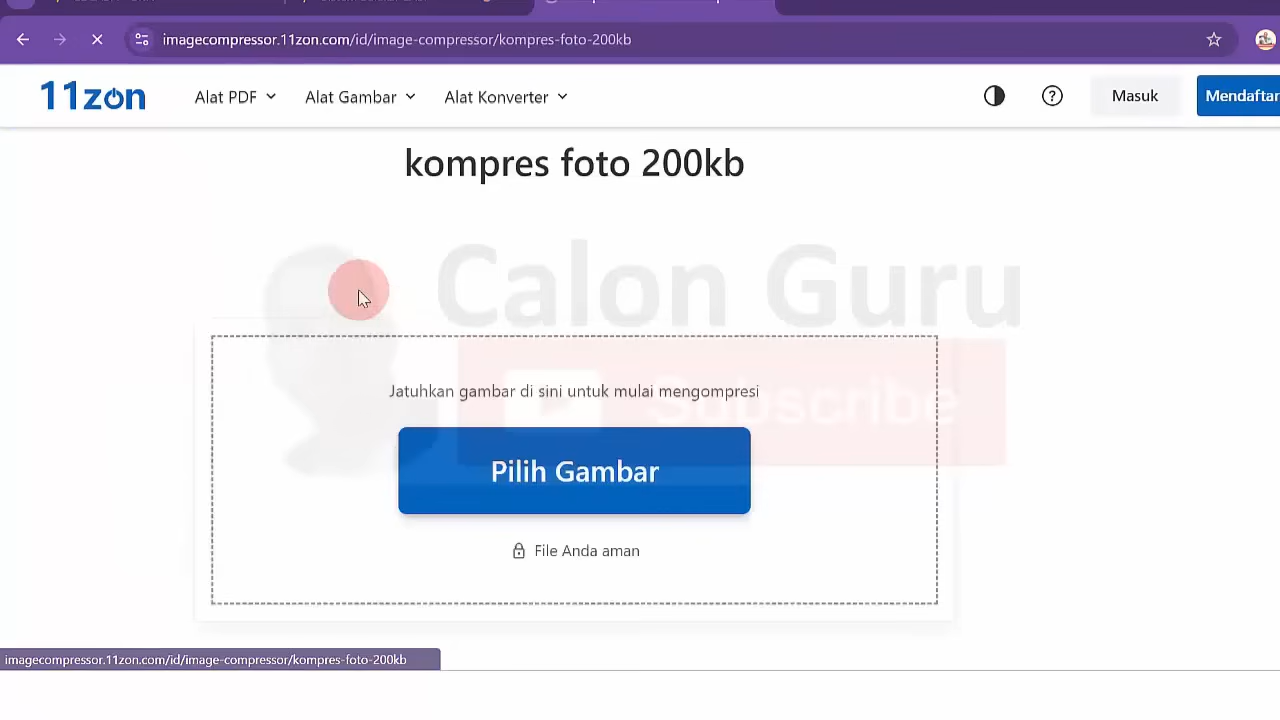 imagecompressor.11zon.com/id/image-compressor/kompres-foto-200kb
11zon
Alat PDF
Alat Gambar
Alat Konverter
Masuk
Mendaftar
kompres foto 200kb
Calon Guru
Subscribe
Jatuhkan gambar di sini untuk mulai mengompresi
Pilih Gambar
File Anda aman
imagecompressor.11zon.com/id/image-compressor/kompres-foto-200kb